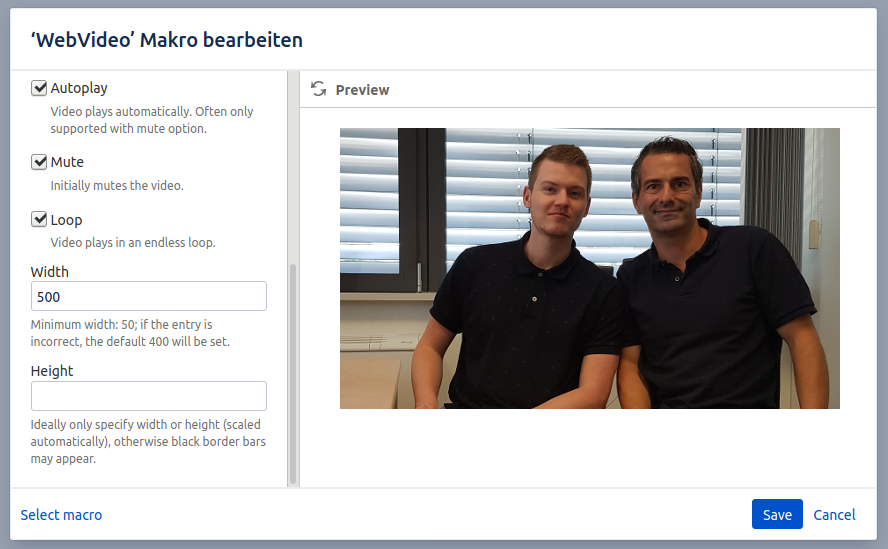 ‘WebVideo’ Makro bearbeiten
Autoplay
Video plays automatically. Often only
supported with mute option.
Mute
Initially mutes the video.
Loop
Video plays in an endless loop.
Width
500
Minimum width: 50; if the entry is
incorrect, the default 400 will be set.
Height
Ideally only specify width or height (scaled
automatically), otherwise black border bars
may appear.
Preview
Select macro
Save
Cancel